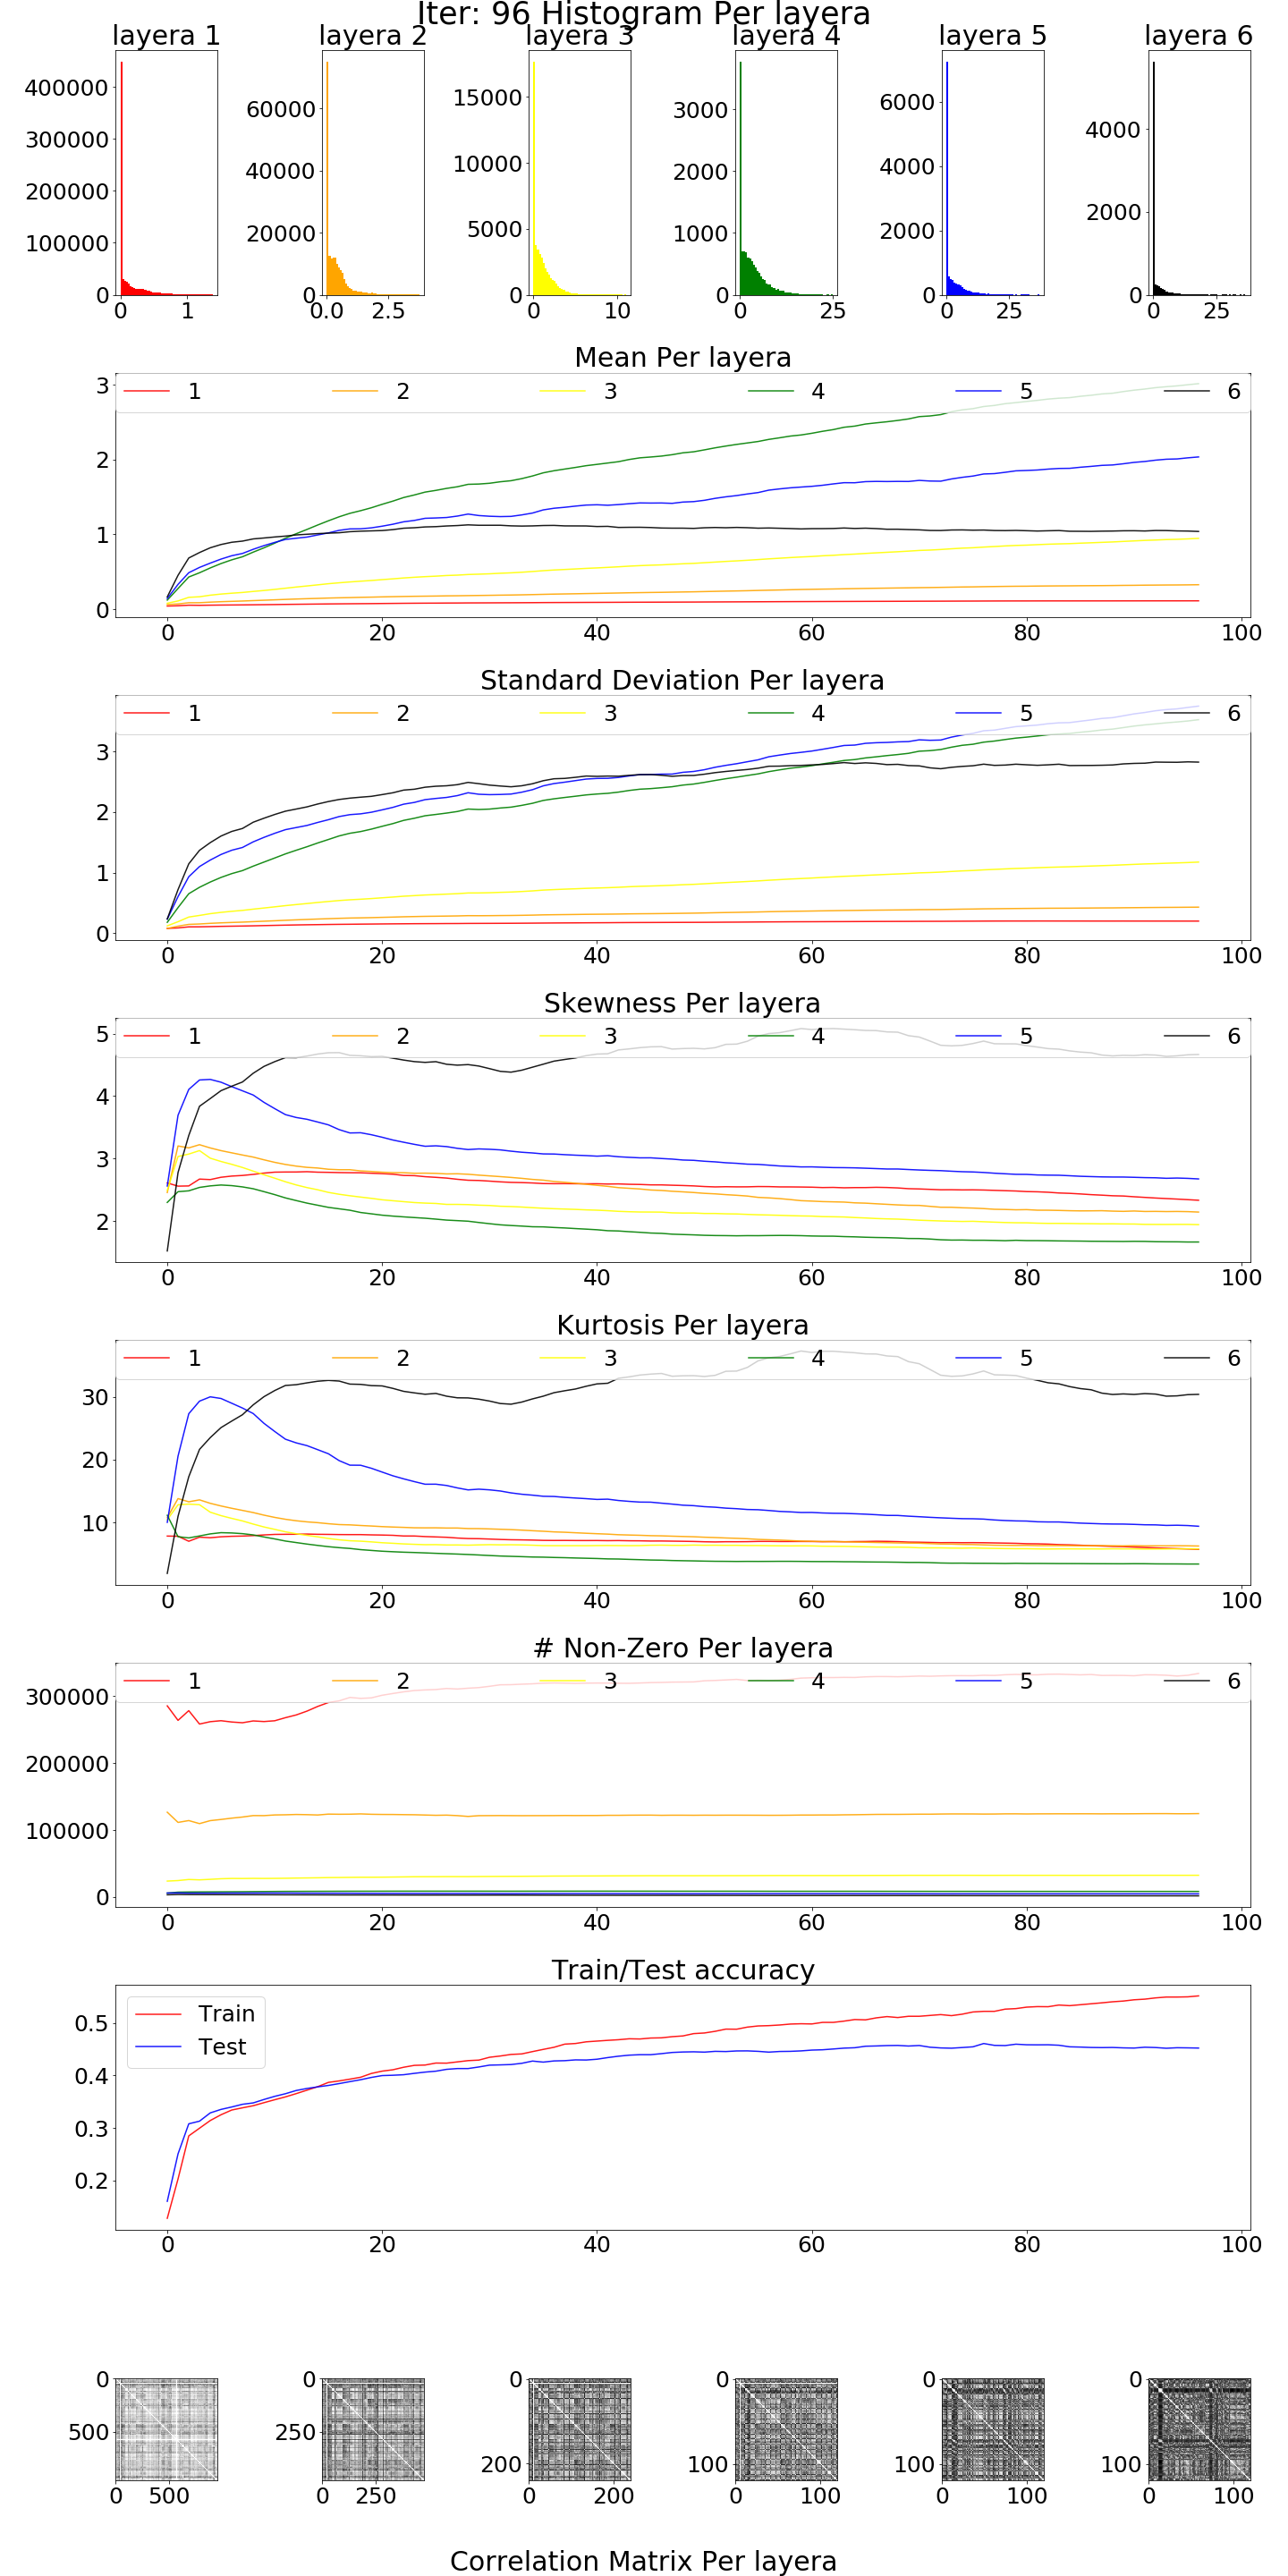 Iter: 96 Histogram Per layera
layera 1 layera 2 layera 3 layera 4 layera 5 layera 6
400000 300000 200000 100000 0
0 1
60000 40000 20000 0
0.0 2.5
15000 10000 5000 0
0 10
3000 2000 1000 0
0 25
6000 4000 2000 0
0 25
4000 2000 0
0 25
Mean Per layera
1 2 3 4 5 6
3
2
1
0
0 20 40 60 80 100
Standard Deviation Per layera
1 2 3 4 5 6
3
2
1
0
0 20 40 60 80 100
Skewness Per layera
1 2 3 4 5 6
5
4
3
2
0 20 40 60 80 100
Kurtosis Per layera
1 2 3 4 5 6
30
20
10
0 20 40 60 80 100
# Non-Zero Per layera
1 2 3 4 5 6
300000
200000
100000
0
0 20 40 60 80 100
Train/Test accuracy
Train
Test
0.5
0.4
0.3
0.2
0 20 40 60 80 100
0 500
0 500
0 250
0 250
0 200
0 200
0 100
0 100
0 100
0 100
0 100
0 100
Correlation Matrix Per layera